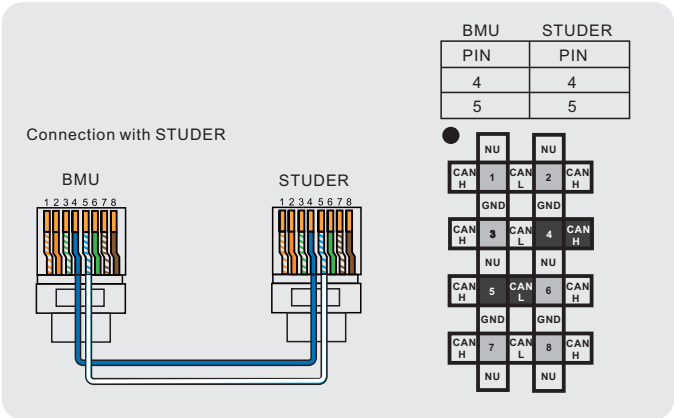 BMU STUDER
PIN PIN
4 4
5 5
Connection with STUDER
BMU
1 2 3 4 5 6 7 8
STUDER
1 2 3 4 5 6 7 8
NU NU
CAN H 1 CAN L 2 CAN H
GND GND
CAN H 3 CAN L 4 CAN H
NU NU
CAN H 5 CAN L 6 CAN H
GND GND
CAN H 7 CAN L 8 CAN H
NU NU